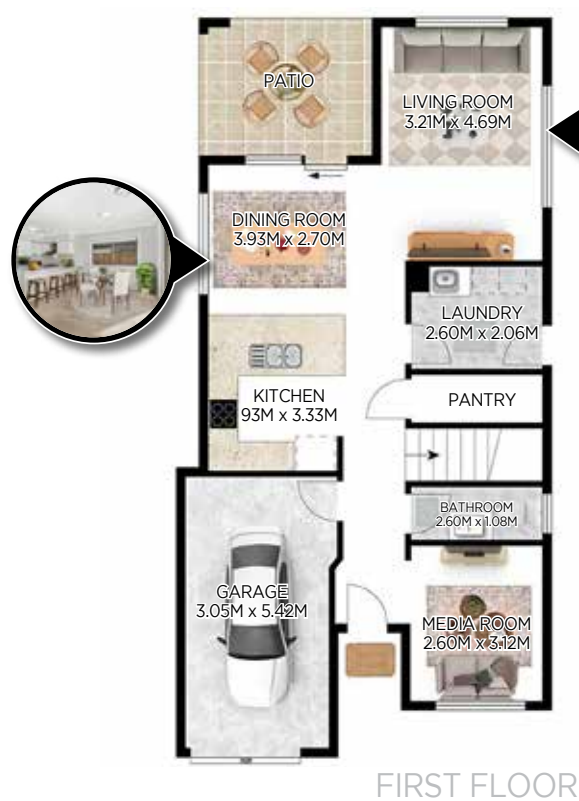 PATIO
LIVING ROOM
3.21M x 4.69M
DINING ROOM
3.93M x 2.70M
LAUNDRY
2.60M x 2.06M
KITCHEN
93M x 3.33M
PANTRY
BATHROOM
2.60M x 1.08M
GARAGE
3.05M x 5.42M
MEDIA ROOM
2.60M x 3.12M
FIRST FLOOR